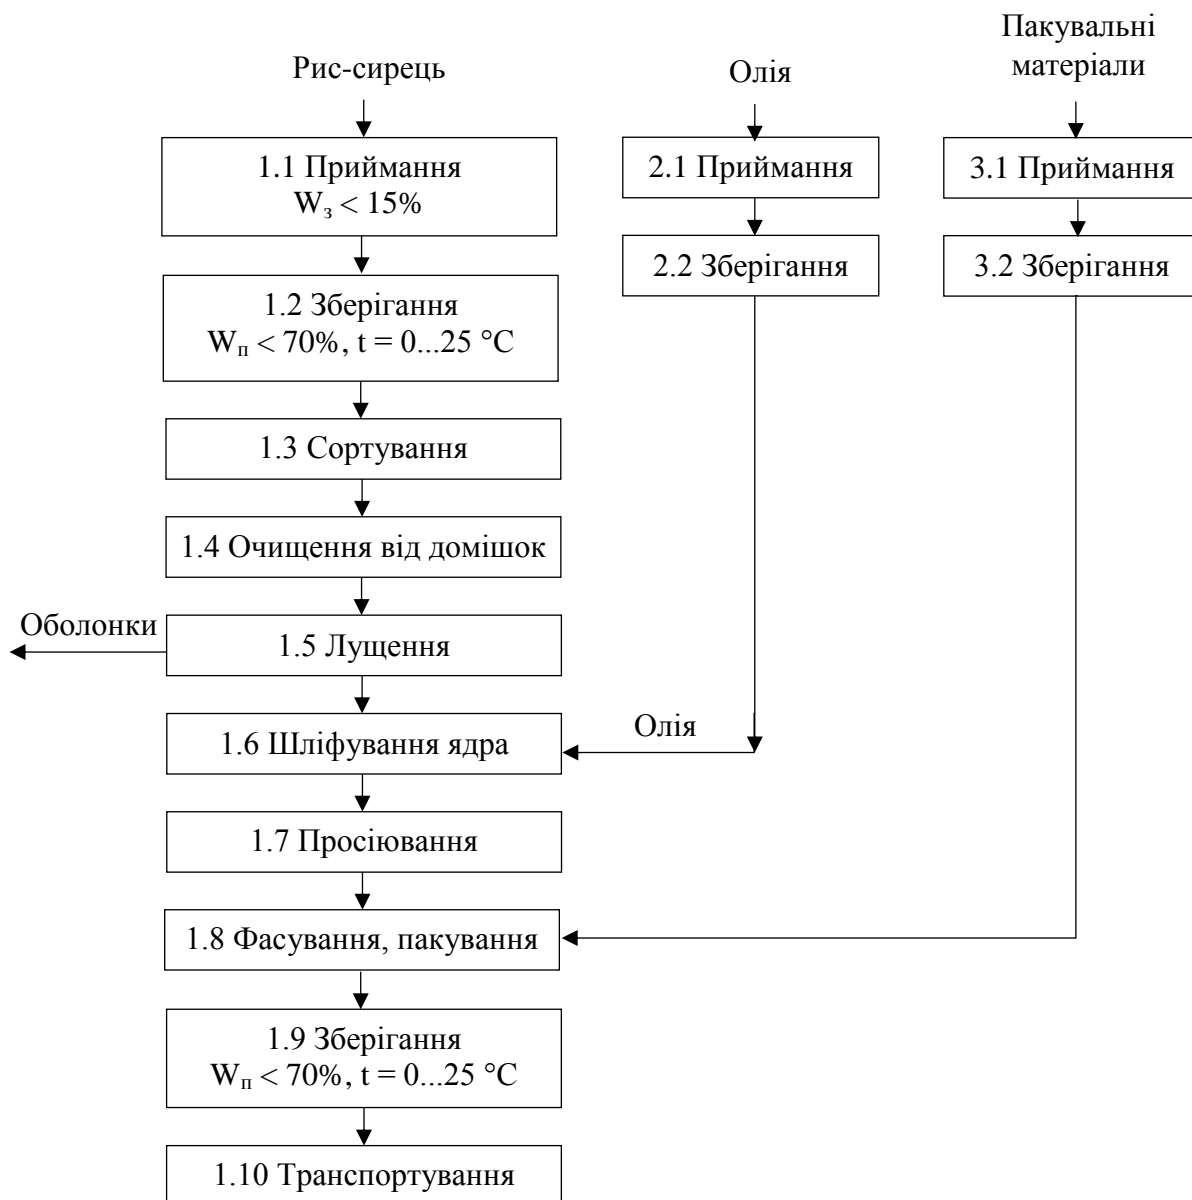 Рис-сирець
Олія
Пакувальні
матеріали
1.1 Приймання
Wз < 15%
2.1 Приймання
3.1 Приймання
1.2 Зберігання
Wп < 70%, t = 0...25 °С
2.2 Зберігання
3.2 Зберігання
1.3 Сортування
1.4 Очищення від домішок
Оболонки
1.5 Лущення
1.6 Шліфування ядра
Олія
1.7 Просіювання
1.8 Фасування, пакування
1.9 Зберігання
Wп < 70%, t = 0...25 °С
1.10 Транспортування